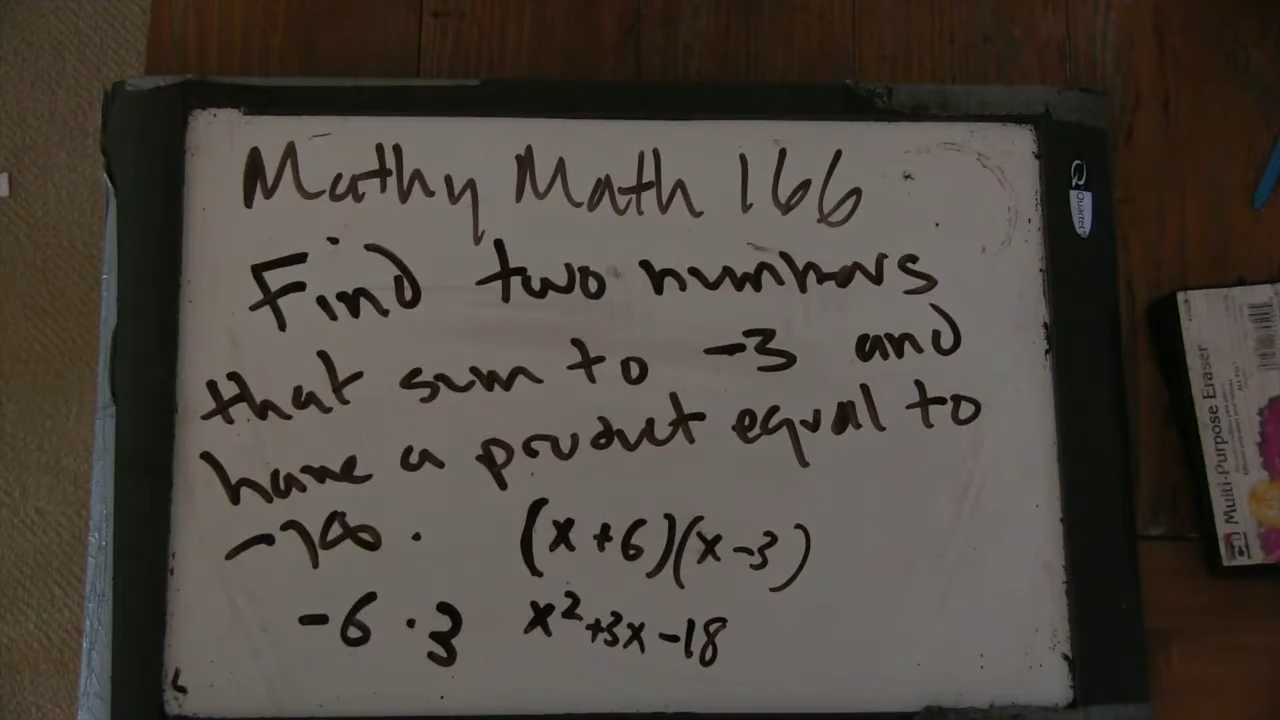 Mathy Math 166
Find two numbers
that sum to -3 and
have a product equal to
-18. (x+6)(x-3)
-6 · 3 x²+3x-18
Quartet
Multi-Purpose Eraser